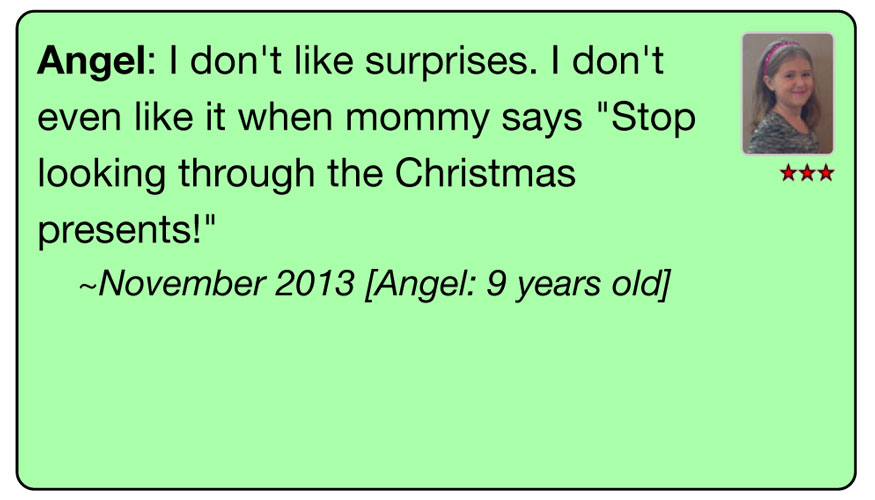 Angel: I don't like surprises. I don't
even like it when mommy says "Stop
looking through the Christmas
presents!"
~November 2013 [Angel: 9 years old]